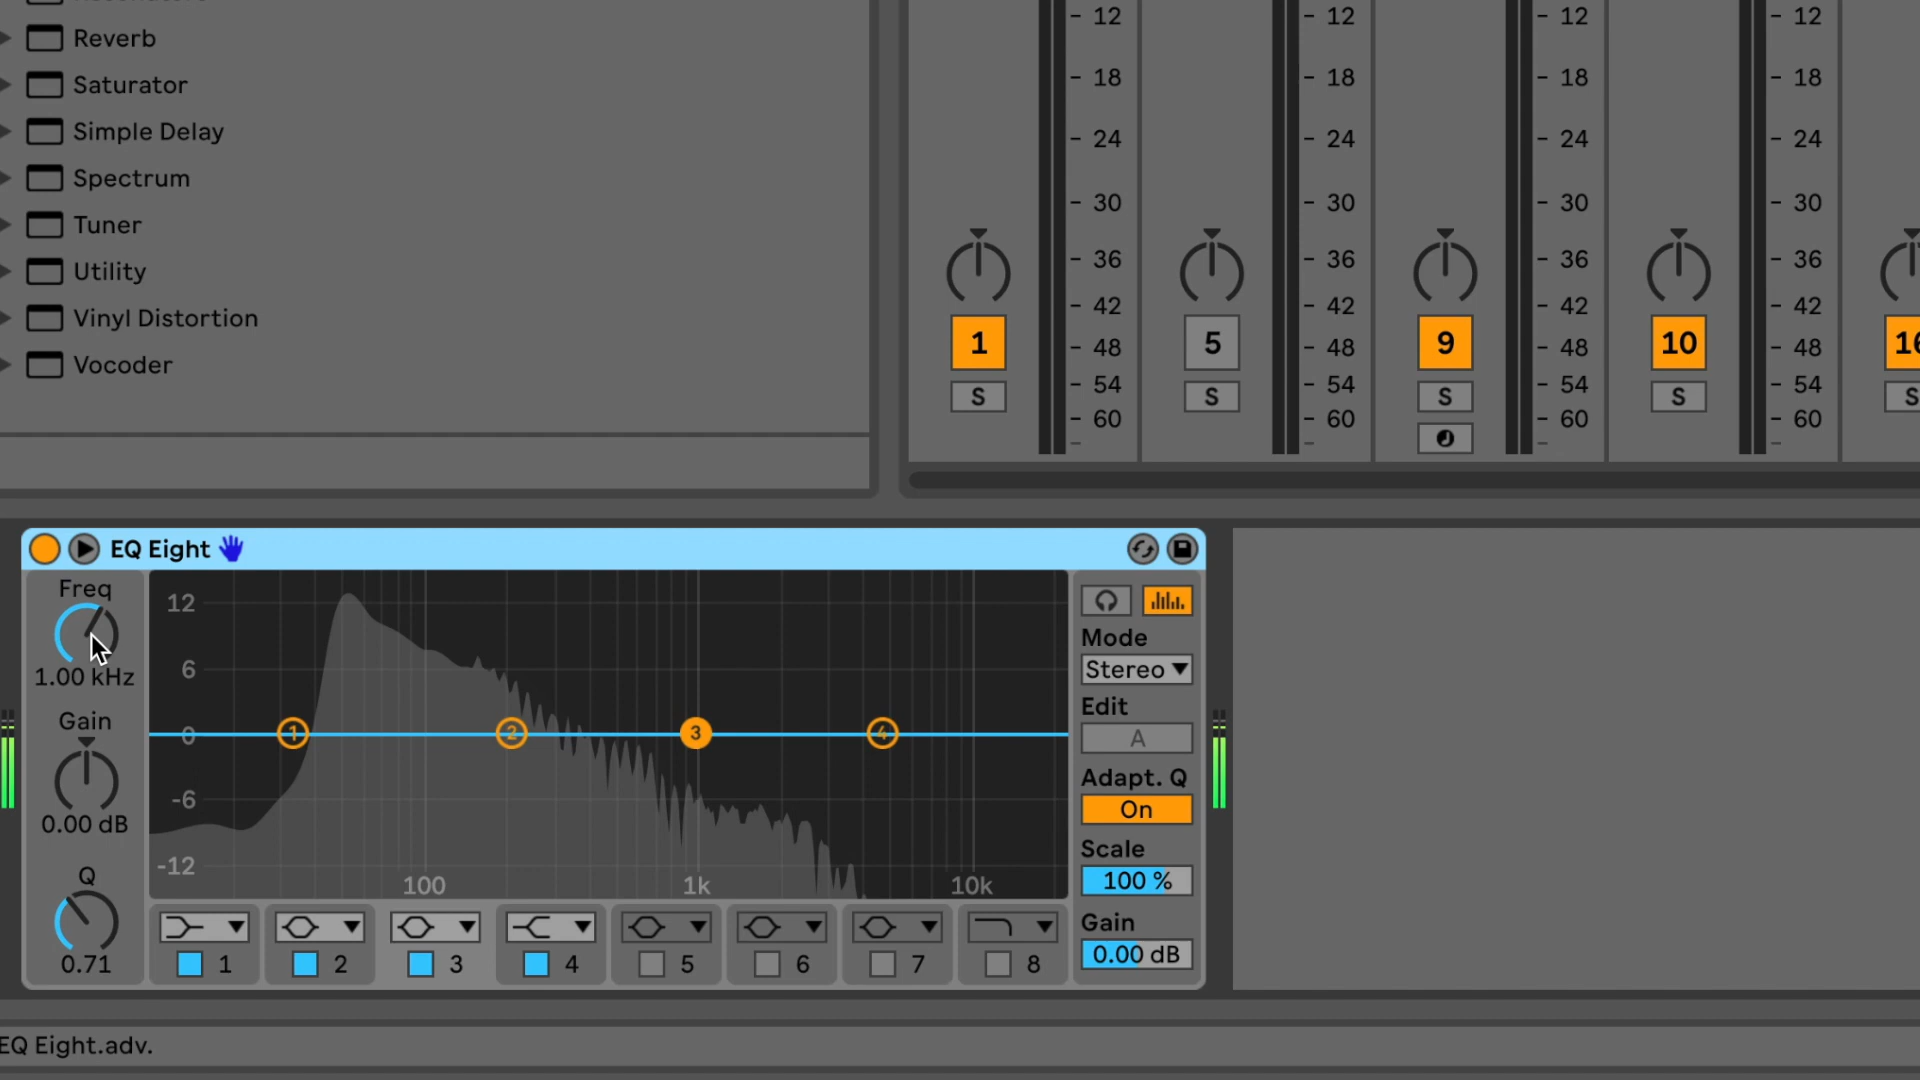 Reverb
Saturator
Simple Delay
Spectrum
Tuner
Utility
Vinyl Distortion
Vocoder
12 12 12 12
18 18 18 18
24 24 24 24
30 30 30 30
36 36 36 36
42 42 42 42
48 48 48 48
54 54 54 54
60 60 60 60
1 5 9 10 16
S S S S S
EQ Eight
Freq
1.00 kHz
Gain
0.00 dB
Q
0.71
12
6
0
-6
-12
1 2 3 4
100 1k 10k
1 2 3 4 5 6 7 8
Mode
Stereo
Edit
A
Adapt. Q
On
Scale
100 %
Gain
0.00 dB
EQ Eight.adv.